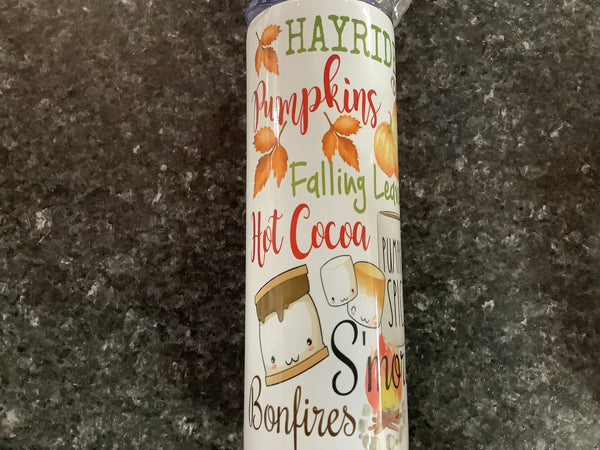 HAYRID
Pumpkins
Falling Leav
Hot Cocoa
PUM
SPI
S'mo
Bonfires